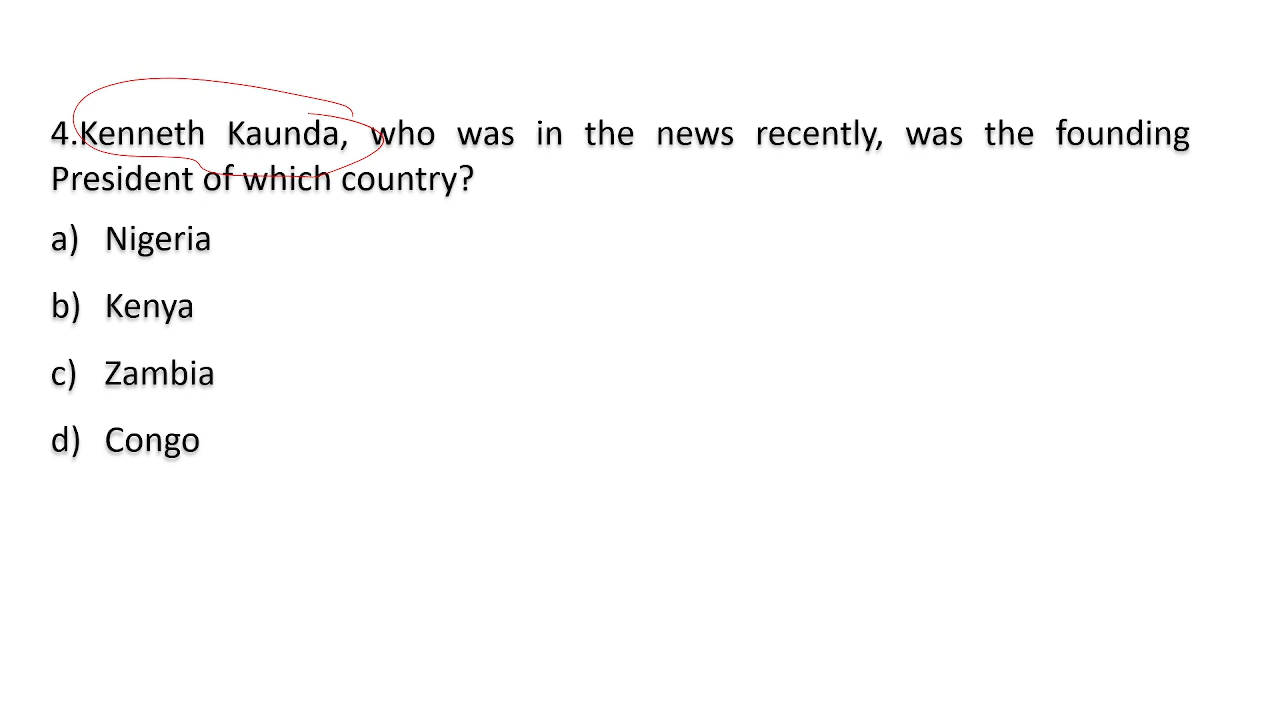 4.Kenneth Kaunda, who was in the news recently, was the founding
President of which country?
a) Nigeria
b) Kenya
c) Zambia
d) Congo